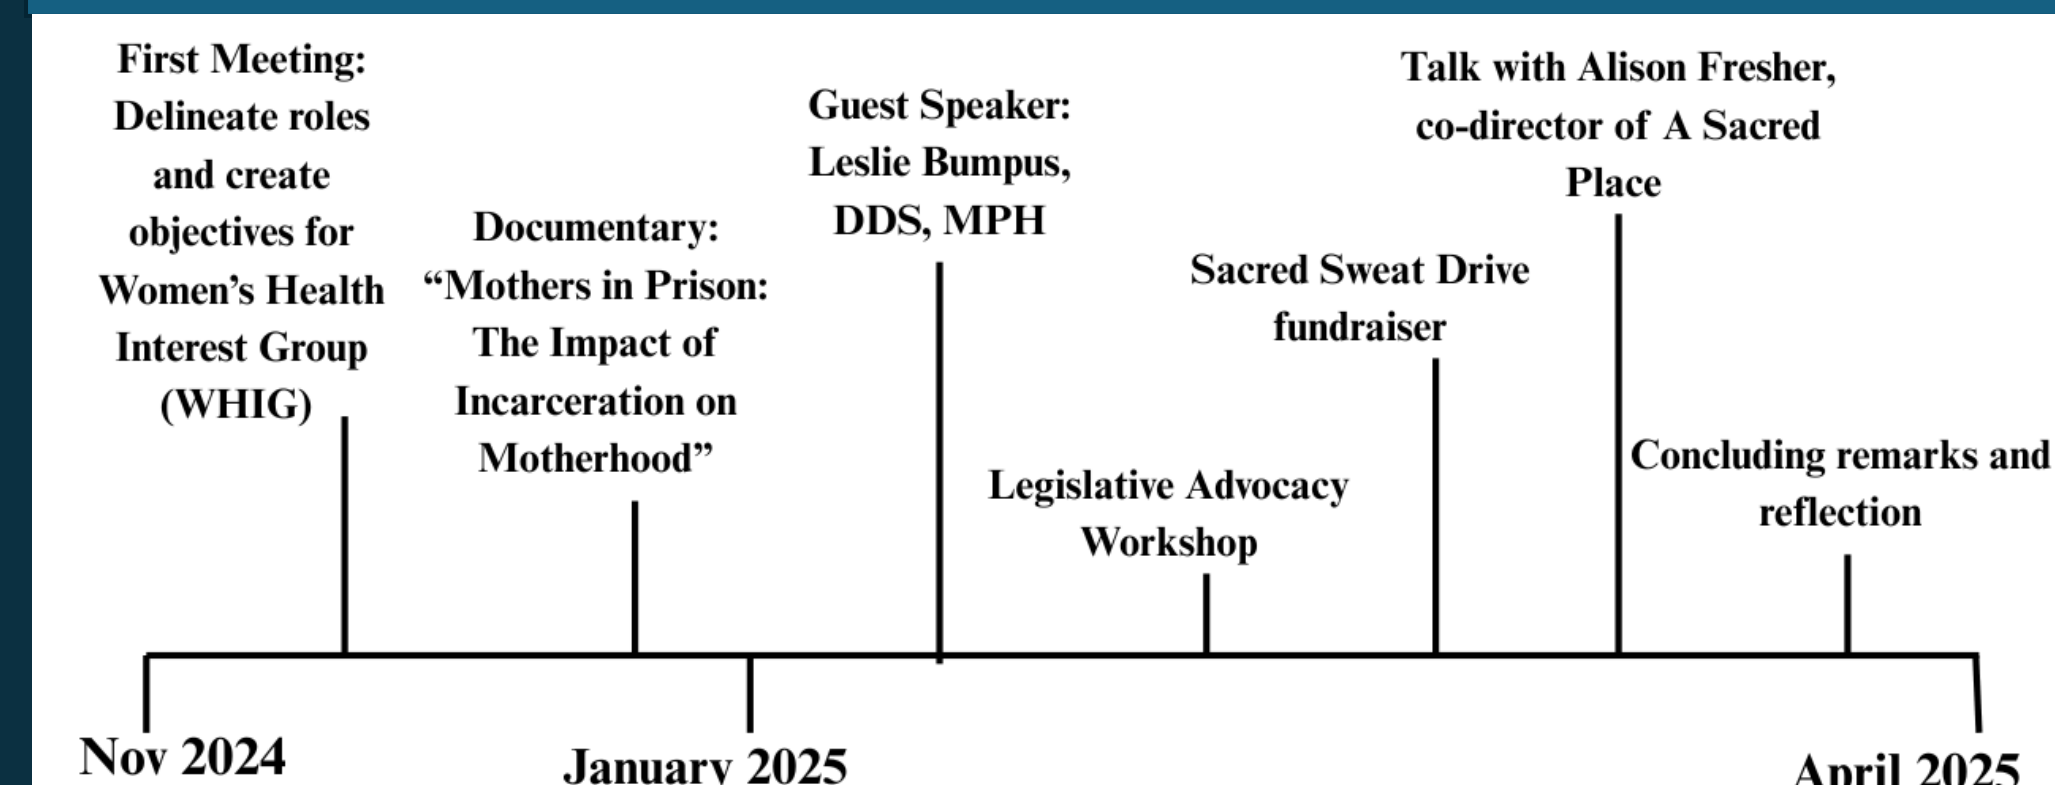 First Meeting:
Delineate roles
and create
objectives for
Women’s Health
Interest Group
(WHIG)
Documentary:
“Mothers in Prison:
The Impact of
Incarceration on
Motherhood”
Guest Speaker:
Leslie Bumpus,
DDS, MPH
Legislative Advocacy
Workshop
Sacred Sweat Drive
fundraiser
Talk with Alison Fresher,
co-director of A Sacred
Place
Concluding remarks and
reflection
Nov 2024
January 2025
April 2025